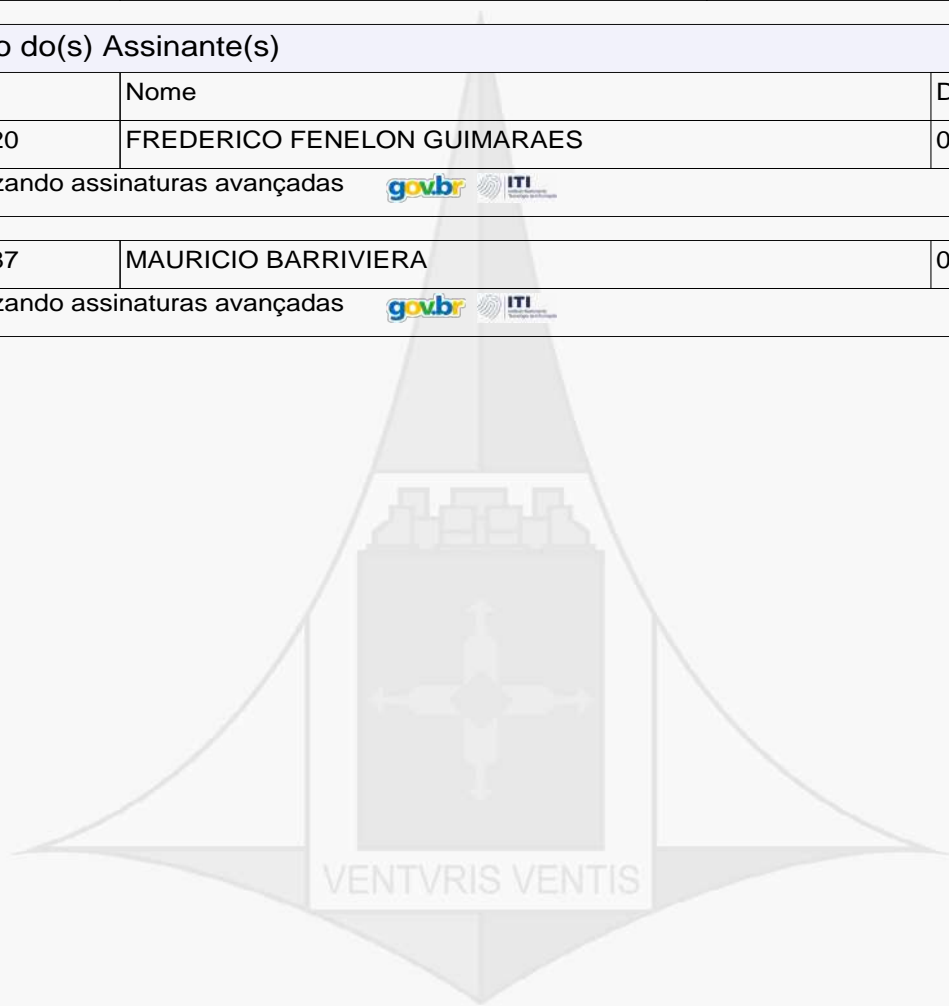 o do(s) Assinante(s)
Nome D
20 FREDERICO FENELON GUIMARAES 0
zando assinaturas avançadas gov.br ITI
37 MAURICIO BARRIVIERA 0
zando assinaturas avançadas gov.br ITI
VENTVRIS VENTIS